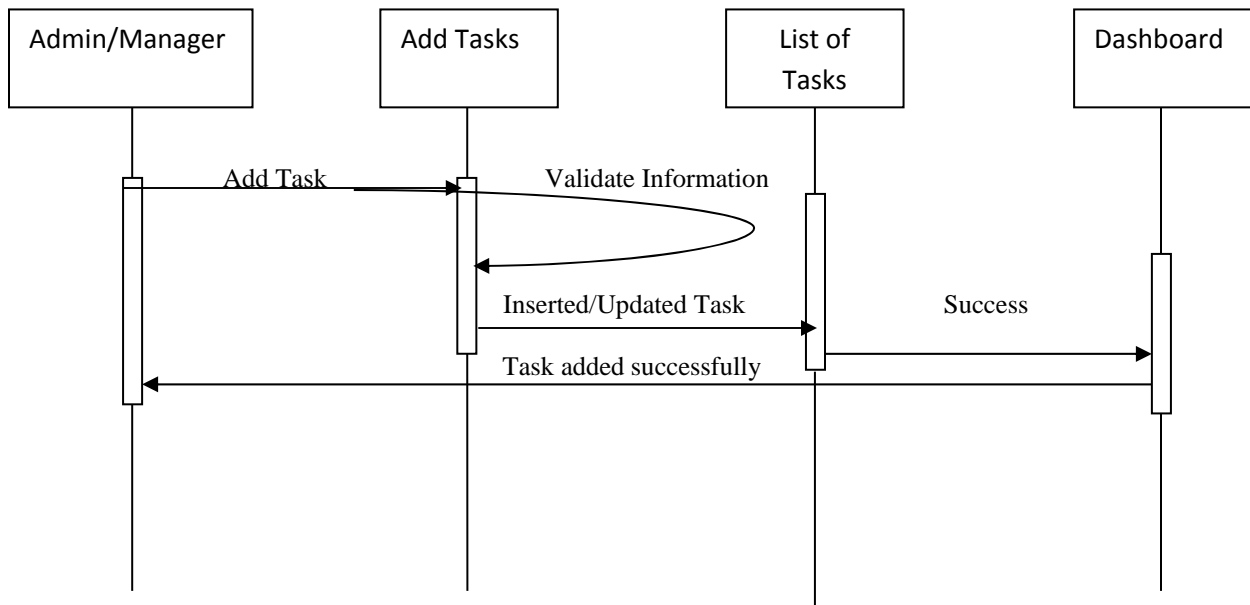 Admin/Manager
Add Tasks
List of
Tasks
Dashboard
Add Task
Validate Information
Inserted/Updated Task
Success
Task added successfully